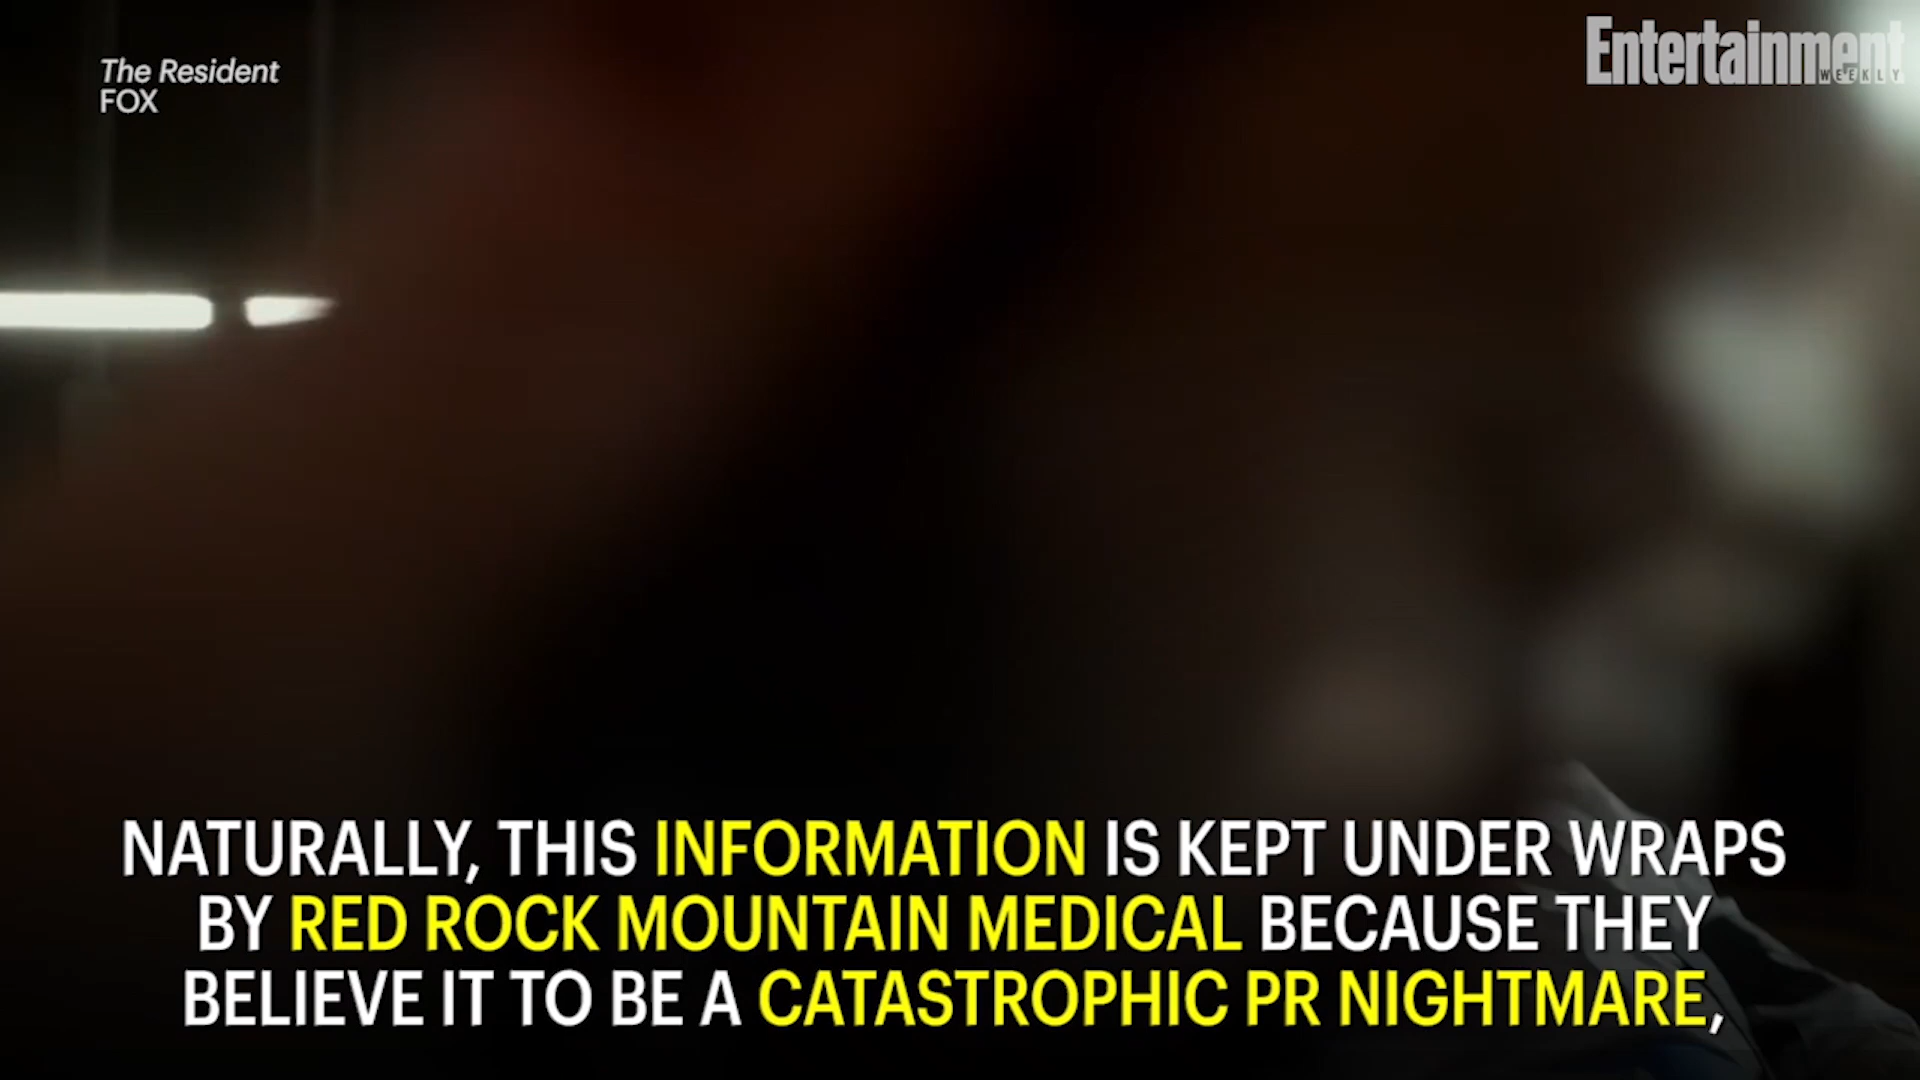 The Resident
FOX
Entertainment
WEEKLY
NATURALLY, THIS INFORMATION IS KEPT UNDER WRAPS
BY RED ROCK MOUNTAIN MEDICAL BECAUSE THEY
BELIEVE IT TO BE A CATASTROPHIC PR NIGHTMARE,